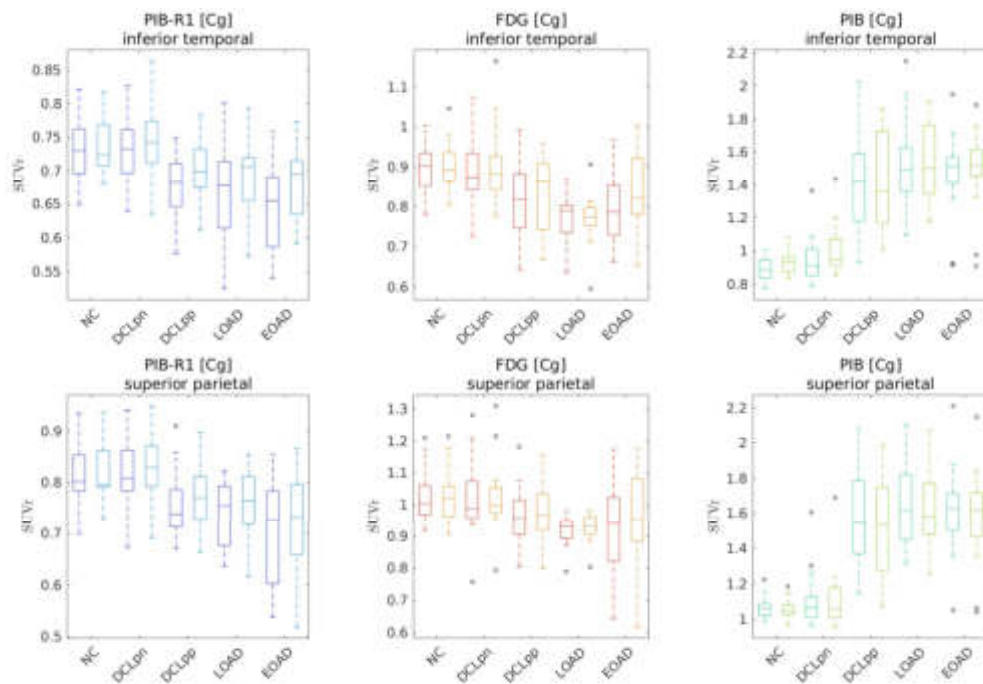 PIB-R1 [Cg]
inferior temporal
FDG [Cg]
inferior temporal
PIB [Cg]
inferior temporal
SUVr
0.85
0.8
0.75
0.7
0.65
0.6
0.55
1.1
1
0.9
0.8
0.7
0.6
2.2
2
1.8
1.6
1.4
1.2
1
0.8
NC
DCLpn
DCLpp
LOAD
EOAD
NC
DCLpn
DCLpp
LOAD
EOAD
NC
DCLpn
DCLpp
LOAD
EOAD
PIB-R1 [Cg]
superior parietal
FDG [Cg]
superior parietal
PIB [Cg]
superior parietal
SUVr
0.9
0.8
0.7
0.6
0.5
1.3
1.2
1.1
1
0.9
0.8
0.7
0.6
2.2
2
1.8
1.6
1.4
1.2
1
NC
DCLpn
DCLpp
LOAD
EOAD
NC
DCLpn
DCLpp
LOAD
EOAD
NC
DCLpn
DCLpp
LOAD
EOAD